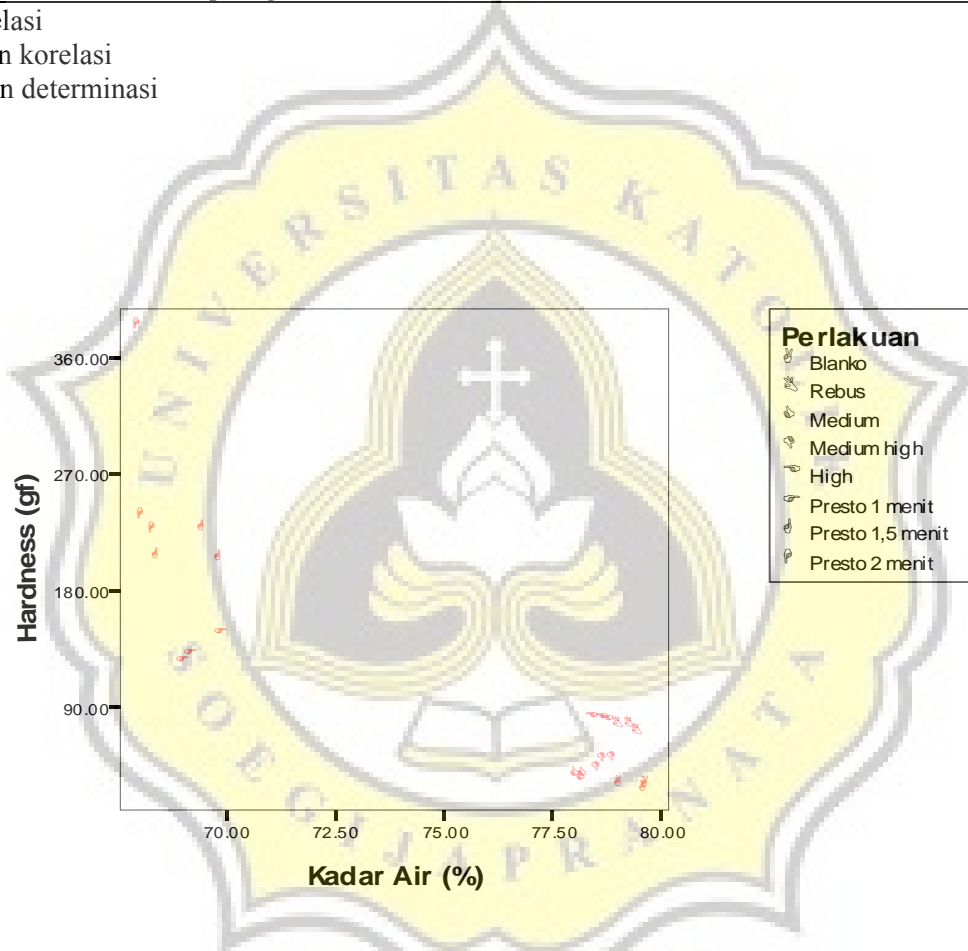 elasi
n korelasi
n determinasi
UNIVERSITAS KATO
SOEGIJAPRANATA
360.00
270.00
180.00
90.00
Hardness (gf)
70.00
72.50
75.00
77.50
80.00
Kadar Air (%)
Perlakuan
Blanko
Rebus
Medium
Medium high
High
Presto 1 menit
Presto 1,5 menit
Presto 2 menit